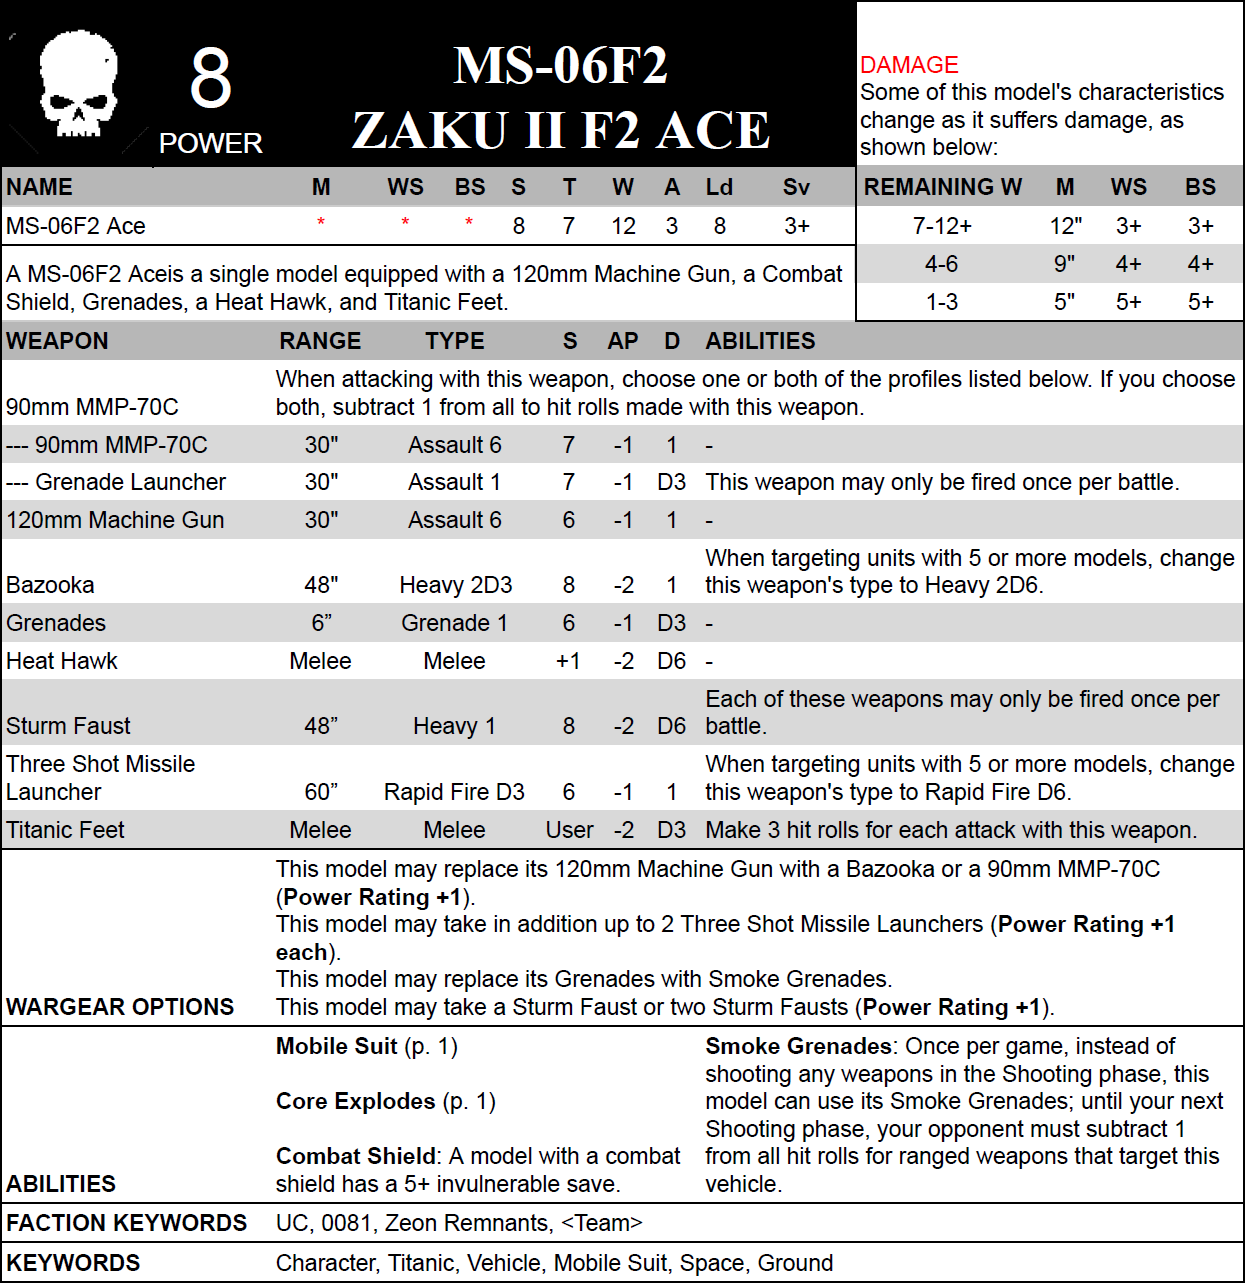 8
POWER
MS-06F2
ZAKU II F2 ACE
DAMAGE
Some of this model's characteristics
change as it suffers damage, as
shown below:
NAME M WS BS S T W A Ld Sv
MS-06F2 Ace * * * 8 7 12 3 8 3+
REMAINING W M WS BS
7-12+ 12" 3+ 3+
4-6 9" 4+ 4+
1-3 5" 5+ 5+
A MS-06F2 Aceis a single model equipped with a 120mm Machine Gun, a Combat
Shield, Grenades, a Heat Hawk, and Titanic Feet.
WEAPON RANGE TYPE S AP D ABILITIES
When attacking with this weapon, choose one or both of the profiles listed below. If you choose
90mm MMP-70C both, subtract 1 from all to hit rolls made with this weapon.
--- 90mm MMP-70C 30" Assault 6 7 -1 1 -
--- Grenade Launcher 30" Assault 1 7 -1 D3 This weapon may only be fired once per battle.
120mm Machine Gun 30" Assault 6 6 -1 1 -
When targeting units with 5 or more models, change
Bazooka 48" Heavy 2D3 8 -2 1 this weapon's type to Heavy 2D6.
Grenades 6” Grenade 1 6 -1 D3 -
Heat Hawk Melee Melee +1 -2 D6 -
Each of these weapons may only be fired once per
Sturm Faust 48” Heavy 1 8 -2 D6 battle.
Three Shot Missile When targeting units with 5 or more models, change
Launcher 60” Rapid Fire D3 6 -1 1 this weapon's type to Rapid Fire D6.
Titanic Feet Melee Melee User -2 D3 Make 3 hit rolls for each attack with this weapon.
This model may replace its 120mm Machine Gun with a Bazooka or a 90mm MMP-70C
(Power Rating +1).
This model may take in addition up to 2 Three Shot Missile Launchers (Power Rating +1
each).
This model may replace its Grenades with Smoke Grenades.
WARGEAR OPTIONS This model may take a Sturm Faust or two Sturm Fausts (Power Rating +1).
ABILITIES
Mobile Suit (p. 1)
Core Explodes (p. 1)
Combat Shield: A model with a combat
shield has a 5+ invulnerable save.
Smoke Grenades: Once per game, instead of
shooting any weapons in the Shooting phase, this
model can use its Smoke Grenades; until your next
Shooting phase, your opponent must subtract 1
from all hit rolls for ranged weapons that target this
vehicle.
FACTION KEYWORDS UC, 0081, Zeon Remnants, <Team>
KEYWORDS Character, Titanic, Vehicle, Mobile Suit, Space, Ground